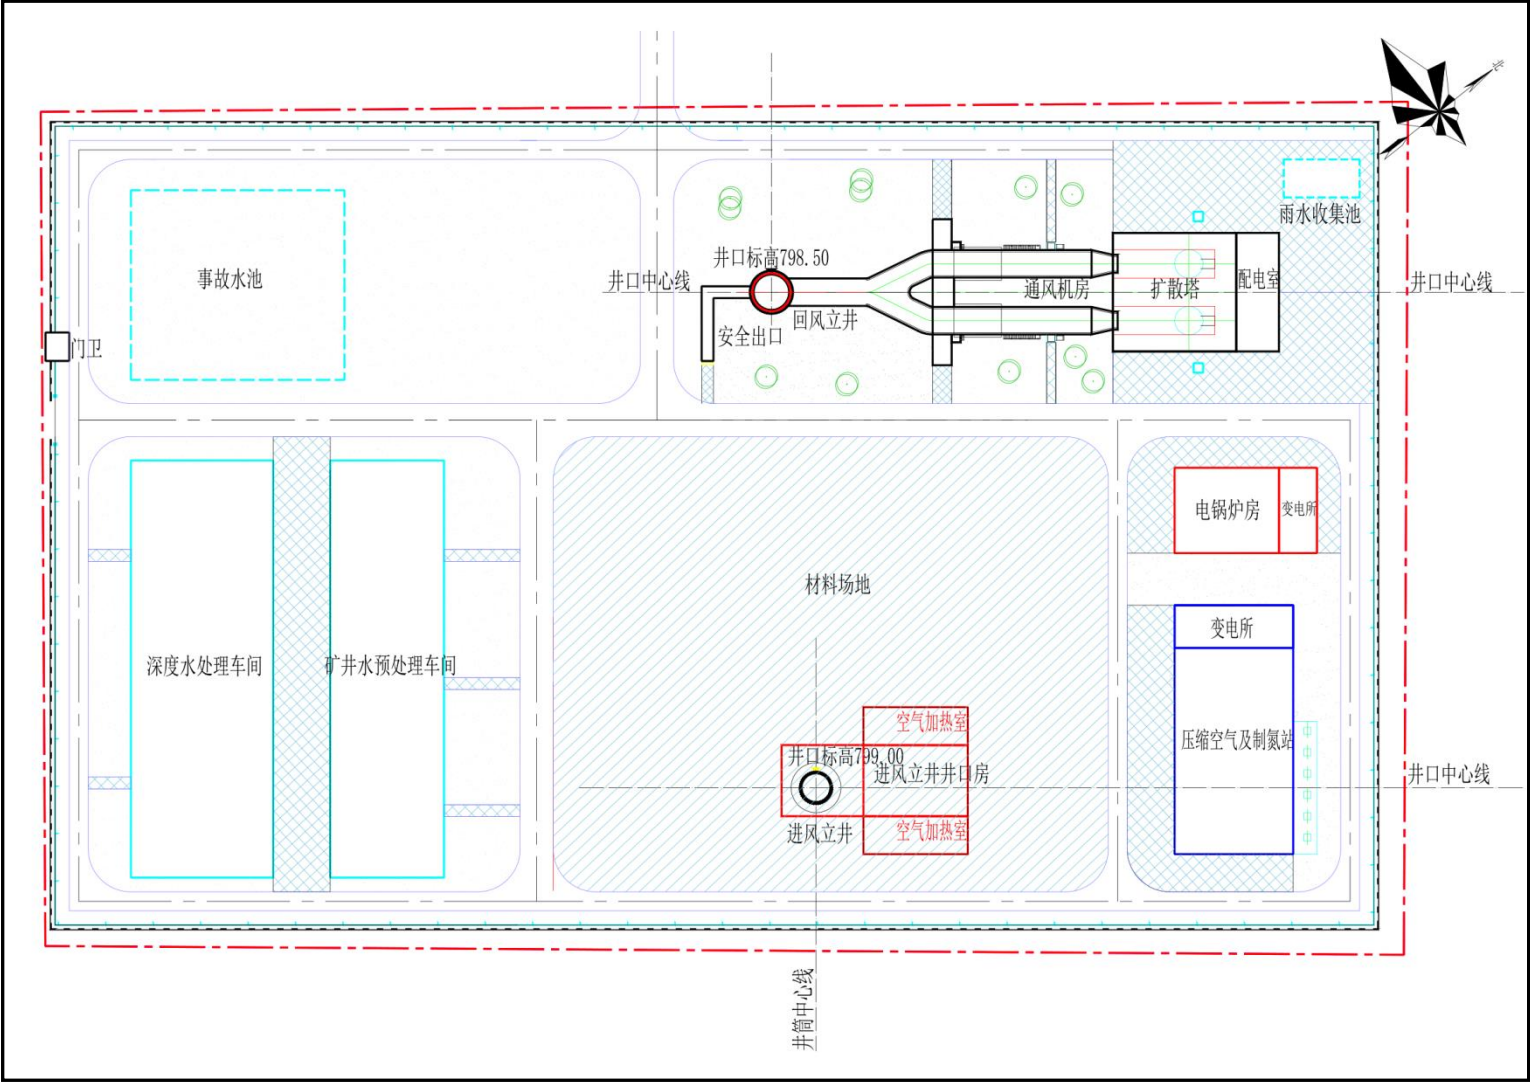 北
雨水收集池
井口标高798.50
事故水池
井口中心线
通风机房
扩散塔
配电室
井口中心线
回风立井
安全出口
门卫
电锅炉房
变电所
材料场地
变电所
深度水处理车间
矿井水预处理车间
空气加热室
压缩空气及制氮站
井口标高799.00
进风立井井口房
井口中心线
进风立井
空气加热室
井筒中心线